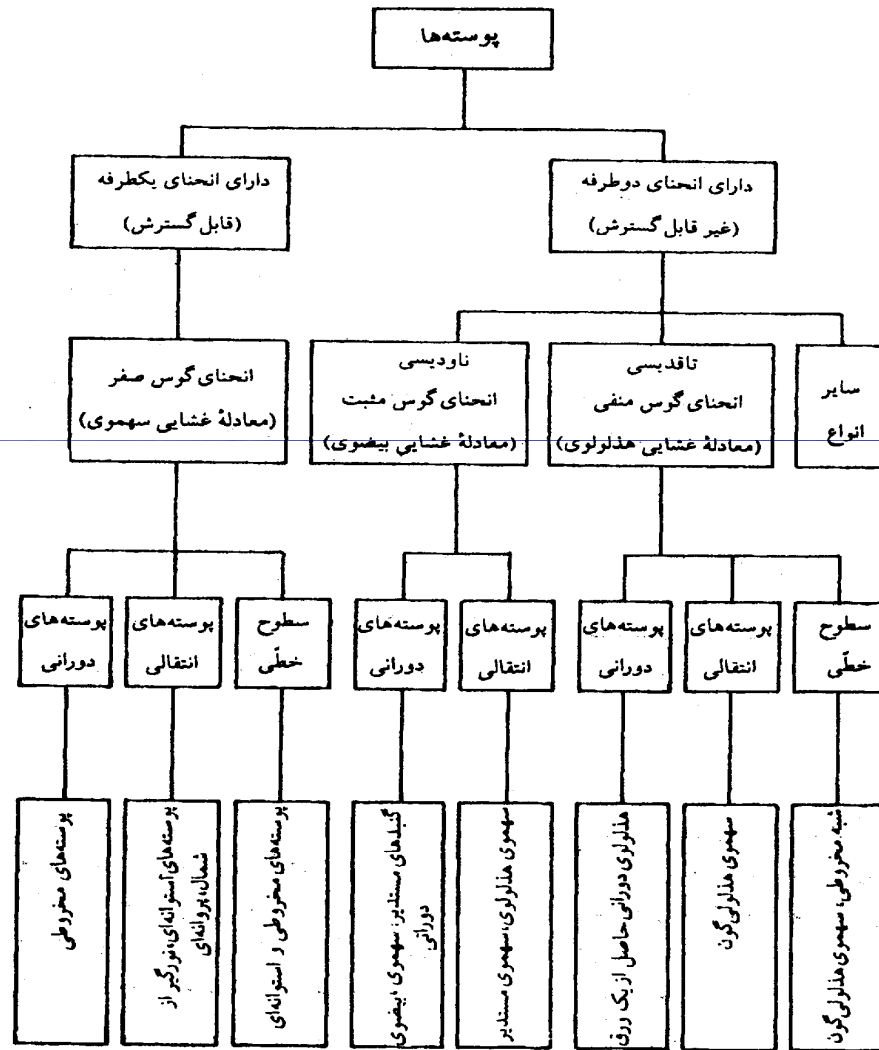 پوسته‌ها
دارای انحنای دوطرفه
(غیر قابل گسترش)
دارای انحنای یکطرفه
(قابل گسترش)
سایر
انواع
تاقدیسی
انحنای گوس منفی
(معادلهٔ غشایی هذلولوی)
ناودیسی
انحنای گوس مثبت
(معادلهٔ غشایی بیضوی)
انحنای گوس صفر
(معادلهٔ غشایی سهموی)
سطوح
خطّی
پوسته‌های
انتقالی
پوسته‌های
دورانی
پوسته‌های
انتقالی
پوسته‌های
دورانی
سطوح
خطّی
پوسته‌های
انتقالی
پوسته‌های
دورانی
شبه مخروطی، سهموی هذلولی گون
سهموی هذلولی گون
هذلولوی دورانی حاصل از یک ورق
سهموی هذلولوی، سهموی مستدیر
گنبدهای مستدیر، سهموی، بیضوی
دورانی
پوسته‌های مخروطی و استوانه‌ای
پوسته‌های استوانه‌ای، نورگیر از
شمال، پروانه‌ای
پوسته‌های مخروطی